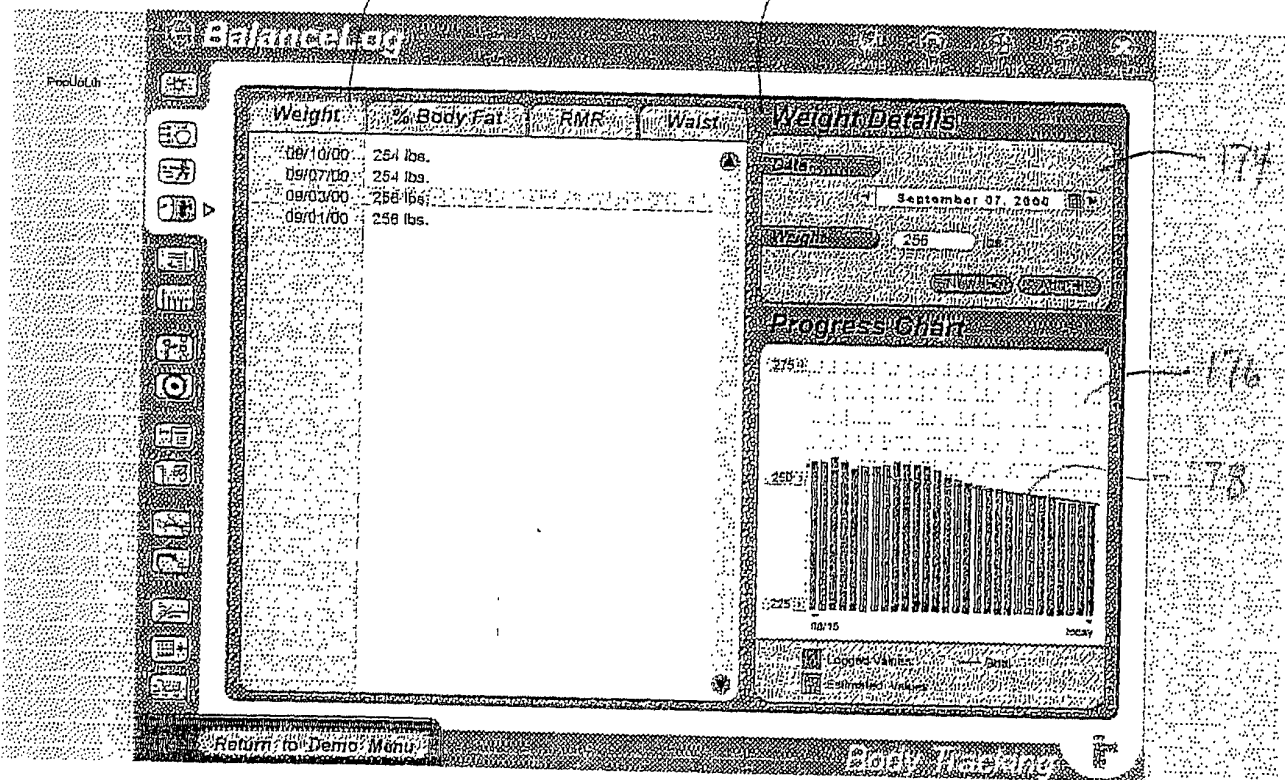 BalanceLog
Weight
% Body Fat
RMR
Waist
09/10/00 254 lbs.
09/07/00 254 lbs.
09/03/00 256 lbs.
09/01/00 256 lbs.
Weight Details
Date
September 07, 2000
Weight 256 lbs
Progress Chart
275
250
225
today
Logged Values
Goal
Estimated Values
174
176
178
Return to Demo Menu
Body Tracking